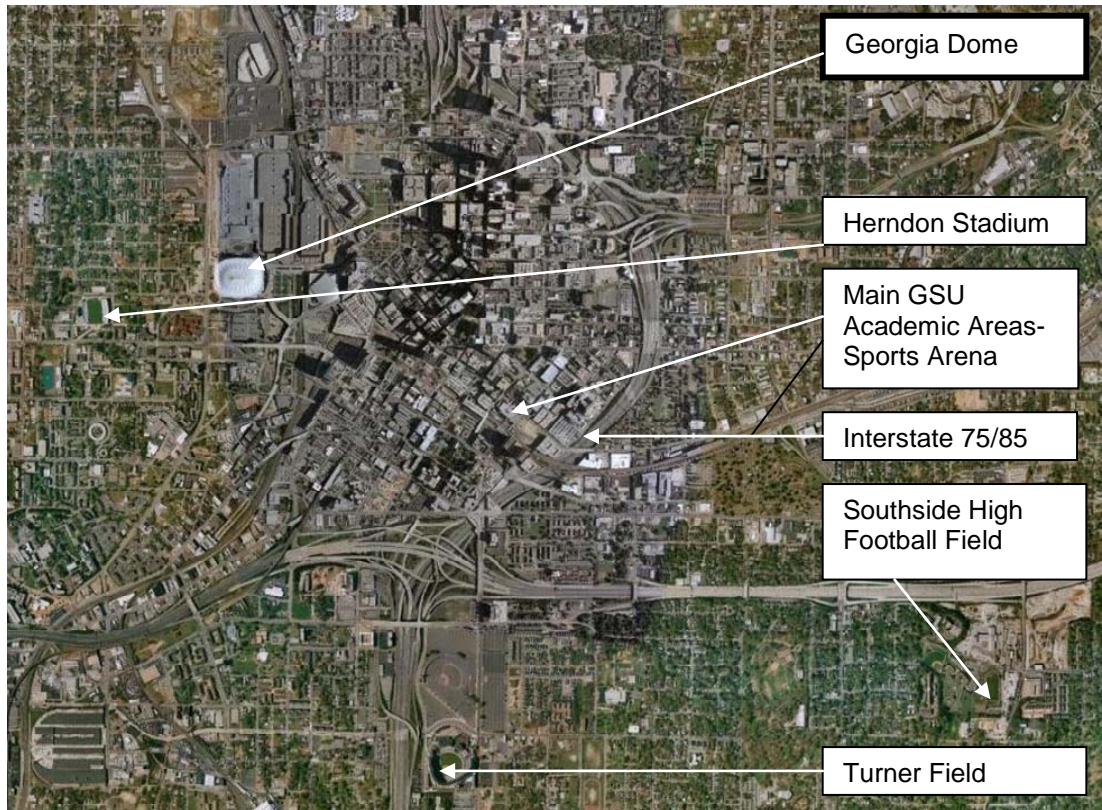 Georgia Dome
Herndon Stadium
Main GSU
Academic Areas-
Sports Arena
Interstate 75/85
Southside High
Football Field
Turner Field